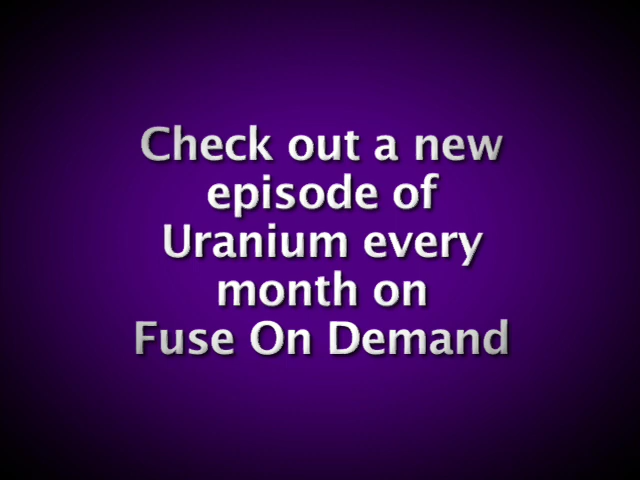 Check out a new
episode of
Uranium every
month on
Fuse On Demand